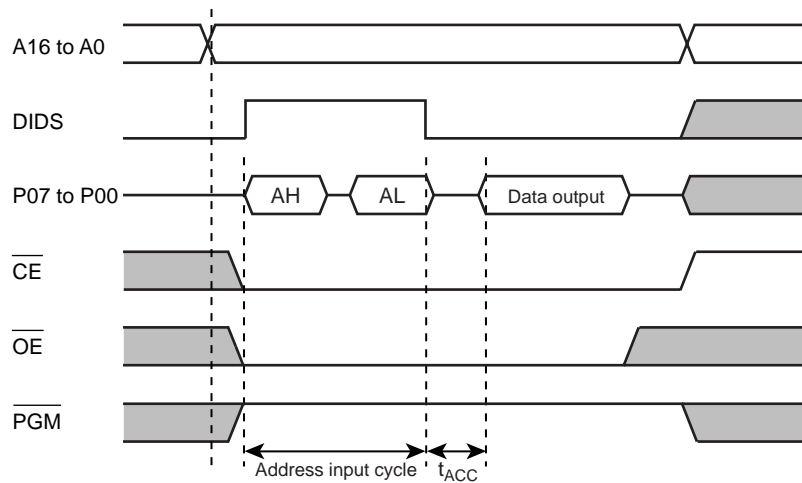 A16 to A0
DIDS
P07 to P00
AH
AL
Data output
CE
OE
PGM
Address input cycle
tACC